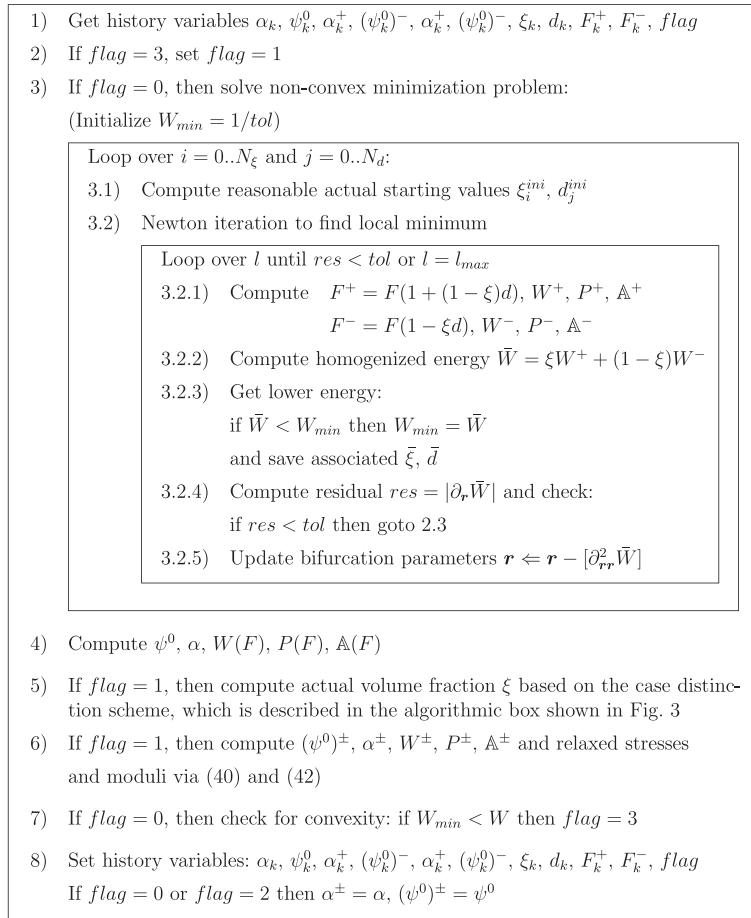 1) Get history variables αₖ, ψₖ⁰, αₖ⁺, (ψₖ⁰)⁻, αₖ⁺, (ψₖ⁰)⁻, ξₖ, dₖ, Fₖ⁺, Fₖ⁻, flag
2) If flag = 3, set flag = 1
3) If flag = 0, then solve non-convex minimization problem:
(Initialize W_min = 1/tol)
Loop over i = 0..N_ξ and j = 0..N_d:
3.1) Compute reasonable actual starting values ξᵢⁱⁿⁱ, dⱼⁱⁿⁱ
3.2) Newton iteration to find local minimum
Loop over l until res < tol or l = l_max
3.2.1) Compute F⁺ = F(1 + (1 − ξ)d), W⁺, P⁺, 𝔸⁺
F⁻ = F(1 − ξd), W⁻, P⁻, 𝔸⁻
3.2.2) Compute homogenized energy W̄ = ξW⁺ + (1 − ξ)W⁻
3.2.3) Get lower energy:
if W̄ < W_min then W_min = W̄
and save associated ξ̄, d̄
3.2.4) Compute residual res = |∂_𝒓W̄| and check:
if res < tol then goto 2.3
3.2.5) Update bifurcation parameters 𝒓 ⇐ 𝒓 − [∂²_𝒓𝒓W̄]
4) Compute ψ⁰, α, W(F), P(F), 𝔸(F)
5) If flag = 1, then compute actual volume fraction ξ based on the case distinc-
tion scheme, which is described in the algorithmic box shown in Fig. 3
6) If flag = 1, then compute (ψ⁰)^±, α^±, W^±, P^±, 𝔸^± and relaxed stresses
and moduli via (40) and (42)
7) If flag = 0, then check for convexity: if W_min < W then flag = 3
8) Set history variables: αₖ, ψₖ⁰, αₖ⁺, (ψₖ⁰)⁻, αₖ⁺, (ψₖ⁰)⁻, ξₖ, dₖ, Fₖ⁺, Fₖ⁻, flag
If flag = 0 or flag = 2 then α^± = α, (ψ⁰)^± = ψ⁰